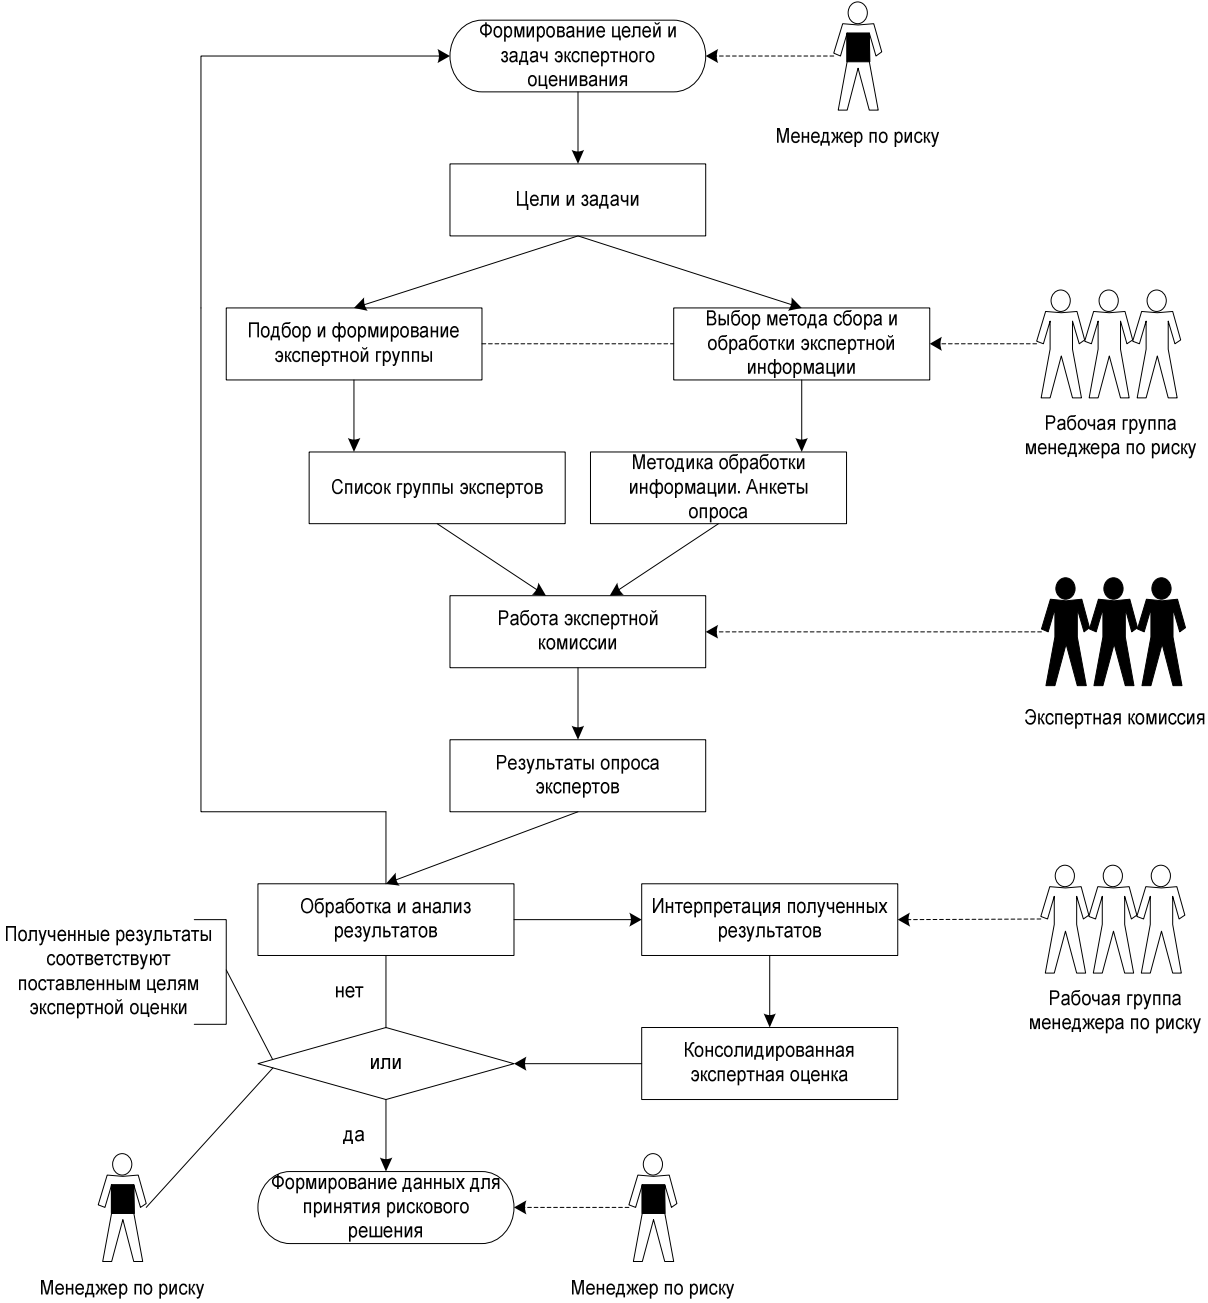 Формирование целей и
задач экспертного
оценивания
Менеджер по риску
Цели и задачи
Подбор и формирование
экспертной группы
Выбор метода сбора и
обработки экспертной
информации
Рабочая группа
менеджера по риску
Список группы экспертов
Методика обработки
информации. Анкеты
опроса
Работа экспертной
комиссии
Экспертная комиссия
Результаты опроса
экспертов
Обработка и анализ
результатов
Интерпретация полученных
результатов
Рабочая группа
менеджера по риску
Полученные результаты
соответствуют
поставленным целям
экспертной оценки
нет
или
Консолидированная
экспертная оценка
да
Формирование данных для
принятия рискового
решения
Менеджер по риску
Менеджер по риску